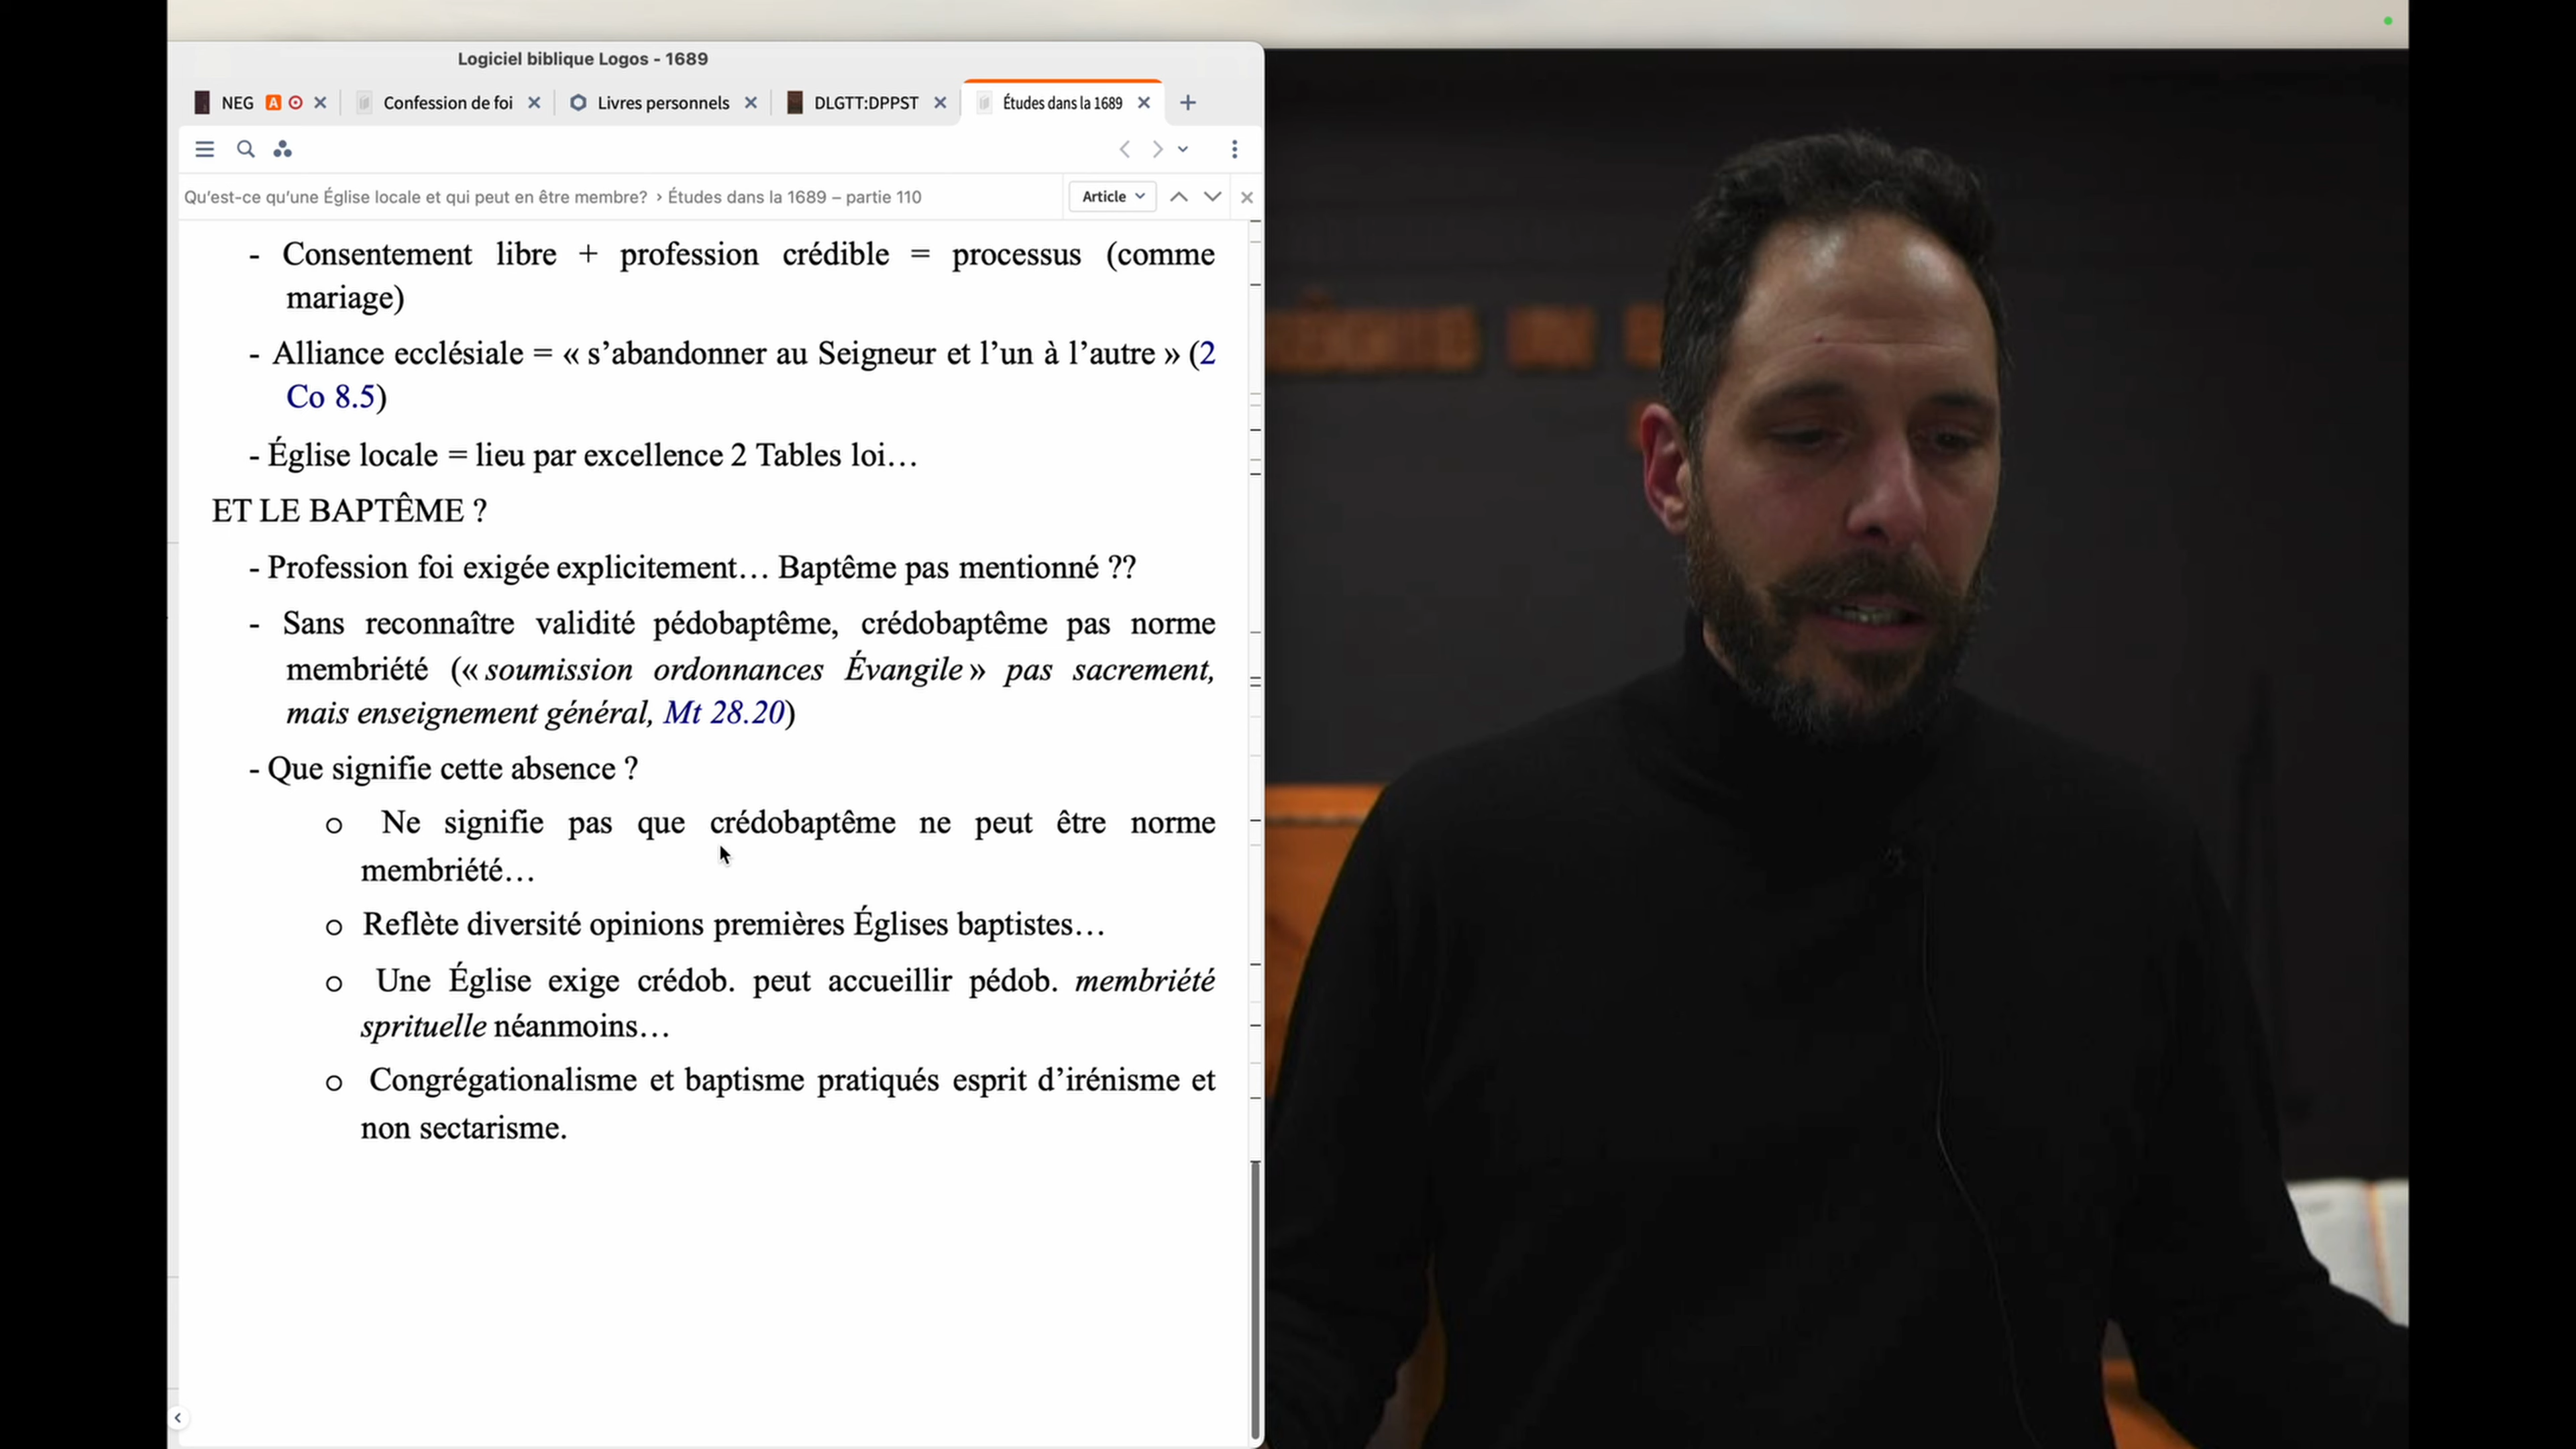 Logiciel biblique Logos - 1689
NEG A Confession de foi Livres personnels DLGTT:DPPST Études dans la 1689
Qu'est-ce qu'une Église locale et qui peut en être membre? › Études dans la 1689 – partie 110 Article
- Consentement libre + profession crédible = processus (comme
mariage)
- Alliance ecclésiale = « s'abandonner au Seigneur et l'un à l'autre » (2
Co 8.5)
- Église locale = lieu par excellence 2 Tables loi…
ET LE BAPTÊME ?
- Profession foi exigée explicitement… Baptême pas mentionné ??
- Sans reconnaître validité pédobaptême, crédobaptême pas norme
membriété (« soumission ordonnances Évangile » pas sacrement,
mais enseignement général, Mt 28.20)
- Que signifie cette absence ?
o Ne signifie pas que crédobaptême ne peut être norme
membriété…
o Reflète diversité opinions premières Églises baptistes…
o Une Église exige crédob. peut accueillir pédob. membriété
sprituelle néanmoins…
o Congrégationalisme et baptisme pratiqués esprit d'irénisme et
non sectarisme.